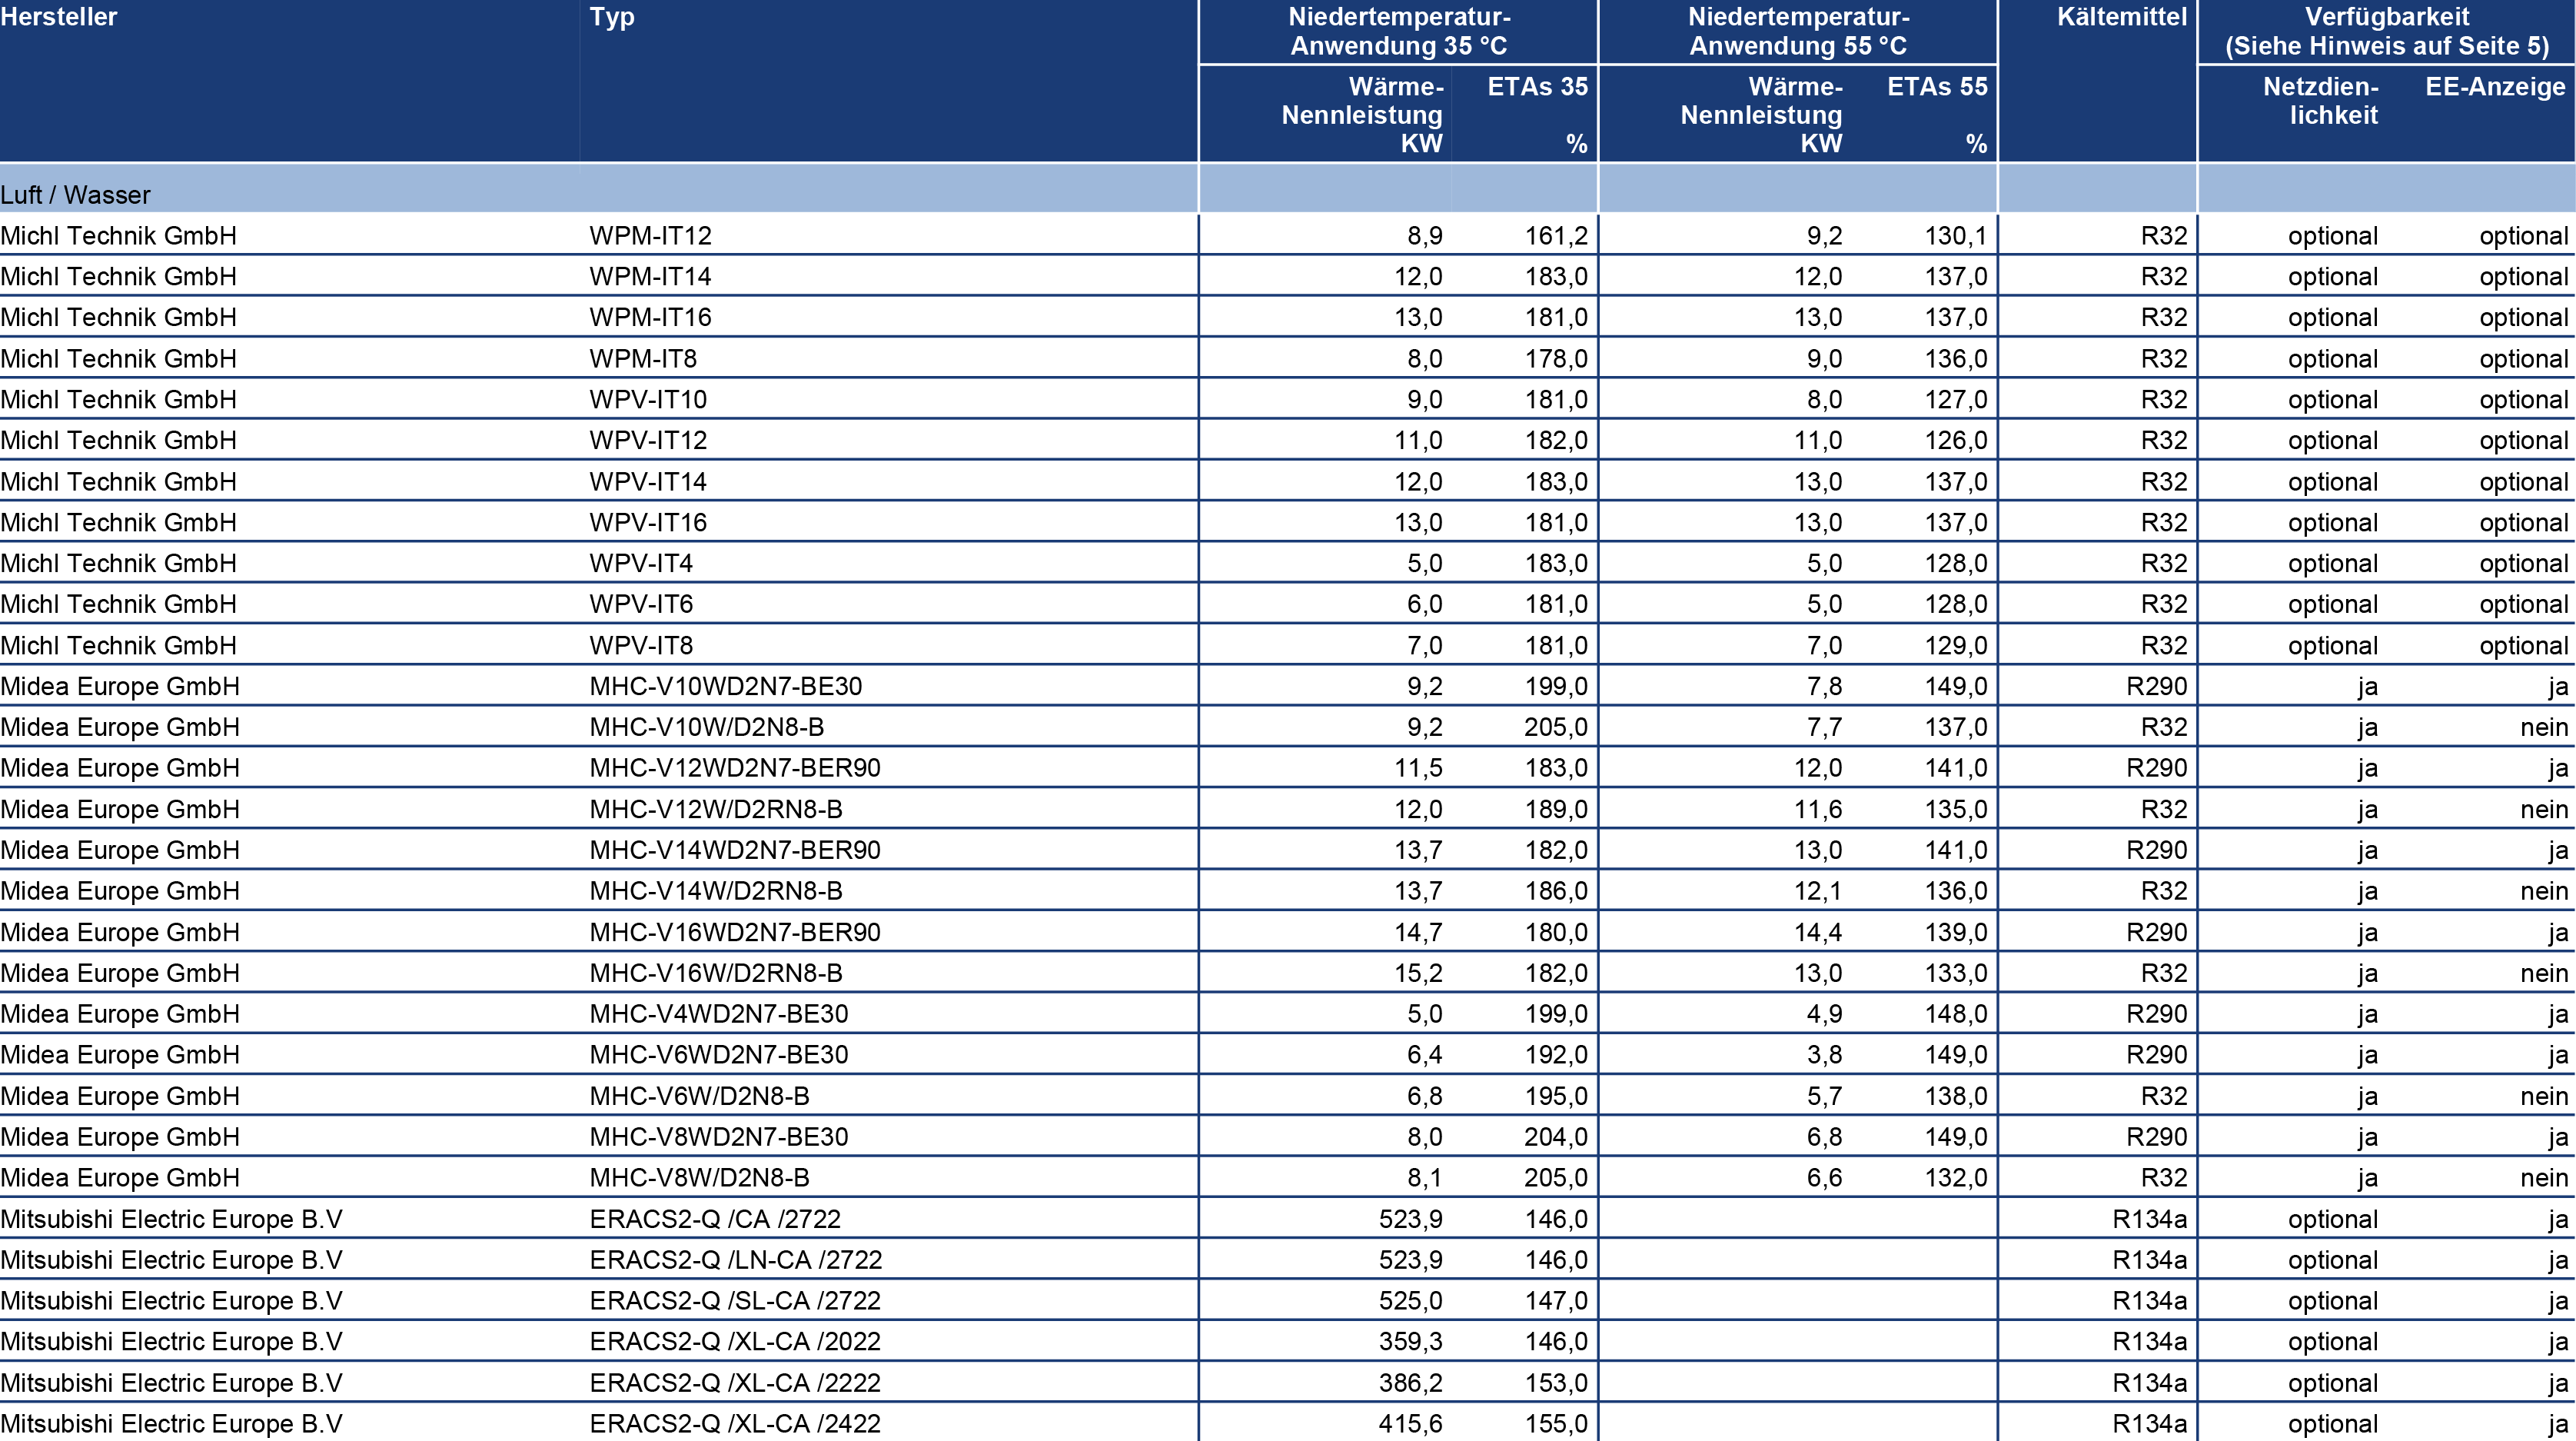 Hersteller Typ Niedertemperatur- Niedertemperatur- Kältemittel Verfügbarkeit
Anwendung 35 °C Anwendung 55 °C (Siehe Hinweis auf Seite 5)
Wärme- ETAs 35 Wärme- ETAs 55 Netzdien- EE-Anzeige
Nennleistung Nennleistung lichkeit
KW % KW %
Luft / Wasser
Michl Technik GmbH WPM-IT12 8,9 161,2 9,2 130,1 R32 optional optional
Michl Technik GmbH WPM-IT14 12,0 183,0 12,0 137,0 R32 optional optional
Michl Technik GmbH WPM-IT16 13,0 181,0 13,0 137,0 R32 optional optional
Michl Technik GmbH WPM-IT8 8,0 178,0 9,0 136,0 R32 optional optional
Michl Technik GmbH WPV-IT10 9,0 181,0 8,0 127,0 R32 optional optional
Michl Technik GmbH WPV-IT12 11,0 182,0 11,0 126,0 R32 optional optional
Michl Technik GmbH WPV-IT14 12,0 183,0 13,0 137,0 R32 optional optional
Michl Technik GmbH WPV-IT16 13,0 181,0 13,0 137,0 R32 optional optional
Michl Technik GmbH WPV-IT4 5,0 183,0 5,0 128,0 R32 optional optional
Michl Technik GmbH WPV-IT6 6,0 181,0 5,0 128,0 R32 optional optional
Michl Technik GmbH WPV-IT8 7,0 181,0 7,0 129,0 R32 optional optional
Midea Europe GmbH MHC-V10WD2N7-BE30 9,2 199,0 7,8 149,0 R290 ja ja
Midea Europe GmbH MHC-V10W/D2N8-B 9,2 205,0 7,7 137,0 R32 ja nein
Midea Europe GmbH MHC-V12WD2N7-BER90 11,5 183,0 12,0 141,0 R290 ja ja
Midea Europe GmbH MHC-V12W/D2RN8-B 12,0 189,0 11,6 135,0 R32 ja nein
Midea Europe GmbH MHC-V14WD2N7-BER90 13,7 182,0 13,0 141,0 R290 ja ja
Midea Europe GmbH MHC-V14W/D2RN8-B 13,7 186,0 12,1 136,0 R32 ja nein
Midea Europe GmbH MHC-V16WD2N7-BER90 14,7 180,0 14,4 139,0 R290 ja ja
Midea Europe GmbH MHC-V16W/D2RN8-B 15,2 182,0 13,0 133,0 R32 ja nein
Midea Europe GmbH MHC-V4WD2N7-BE30 5,0 199,0 4,9 148,0 R290 ja ja
Midea Europe GmbH MHC-V6WD2N7-BE30 6,4 192,0 3,8 149,0 R290 ja ja
Midea Europe GmbH MHC-V6W/D2N8-B 6,8 195,0 5,7 138,0 R32 ja nein
Midea Europe GmbH MHC-V8WD2N7-BE30 8,0 204,0 6,8 149,0 R290 ja ja
Midea Europe GmbH MHC-V8W/D2N8-B 8,1 205,0 6,6 132,0 R32 ja nein
Mitsubishi Electric Europe B.V ERACS2-Q /CA /2722 523,9 146,0 R134a optional ja
Mitsubishi Electric Europe B.V ERACS2-Q /LN-CA /2722 523,9 146,0 R134a optional ja
Mitsubishi Electric Europe B.V ERACS2-Q /SL-CA /2722 525,0 147,0 R134a optional ja
Mitsubishi Electric Europe B.V ERACS2-Q /XL-CA /2022 359,3 146,0 R134a optional ja
Mitsubishi Electric Europe B.V ERACS2-Q /XL-CA /2222 386,2 153,0 R134a optional ja
Mitsubishi Electric Europe B.V ERACS2-Q /XL-CA /2422 415,6 155,0 R134a optional ja